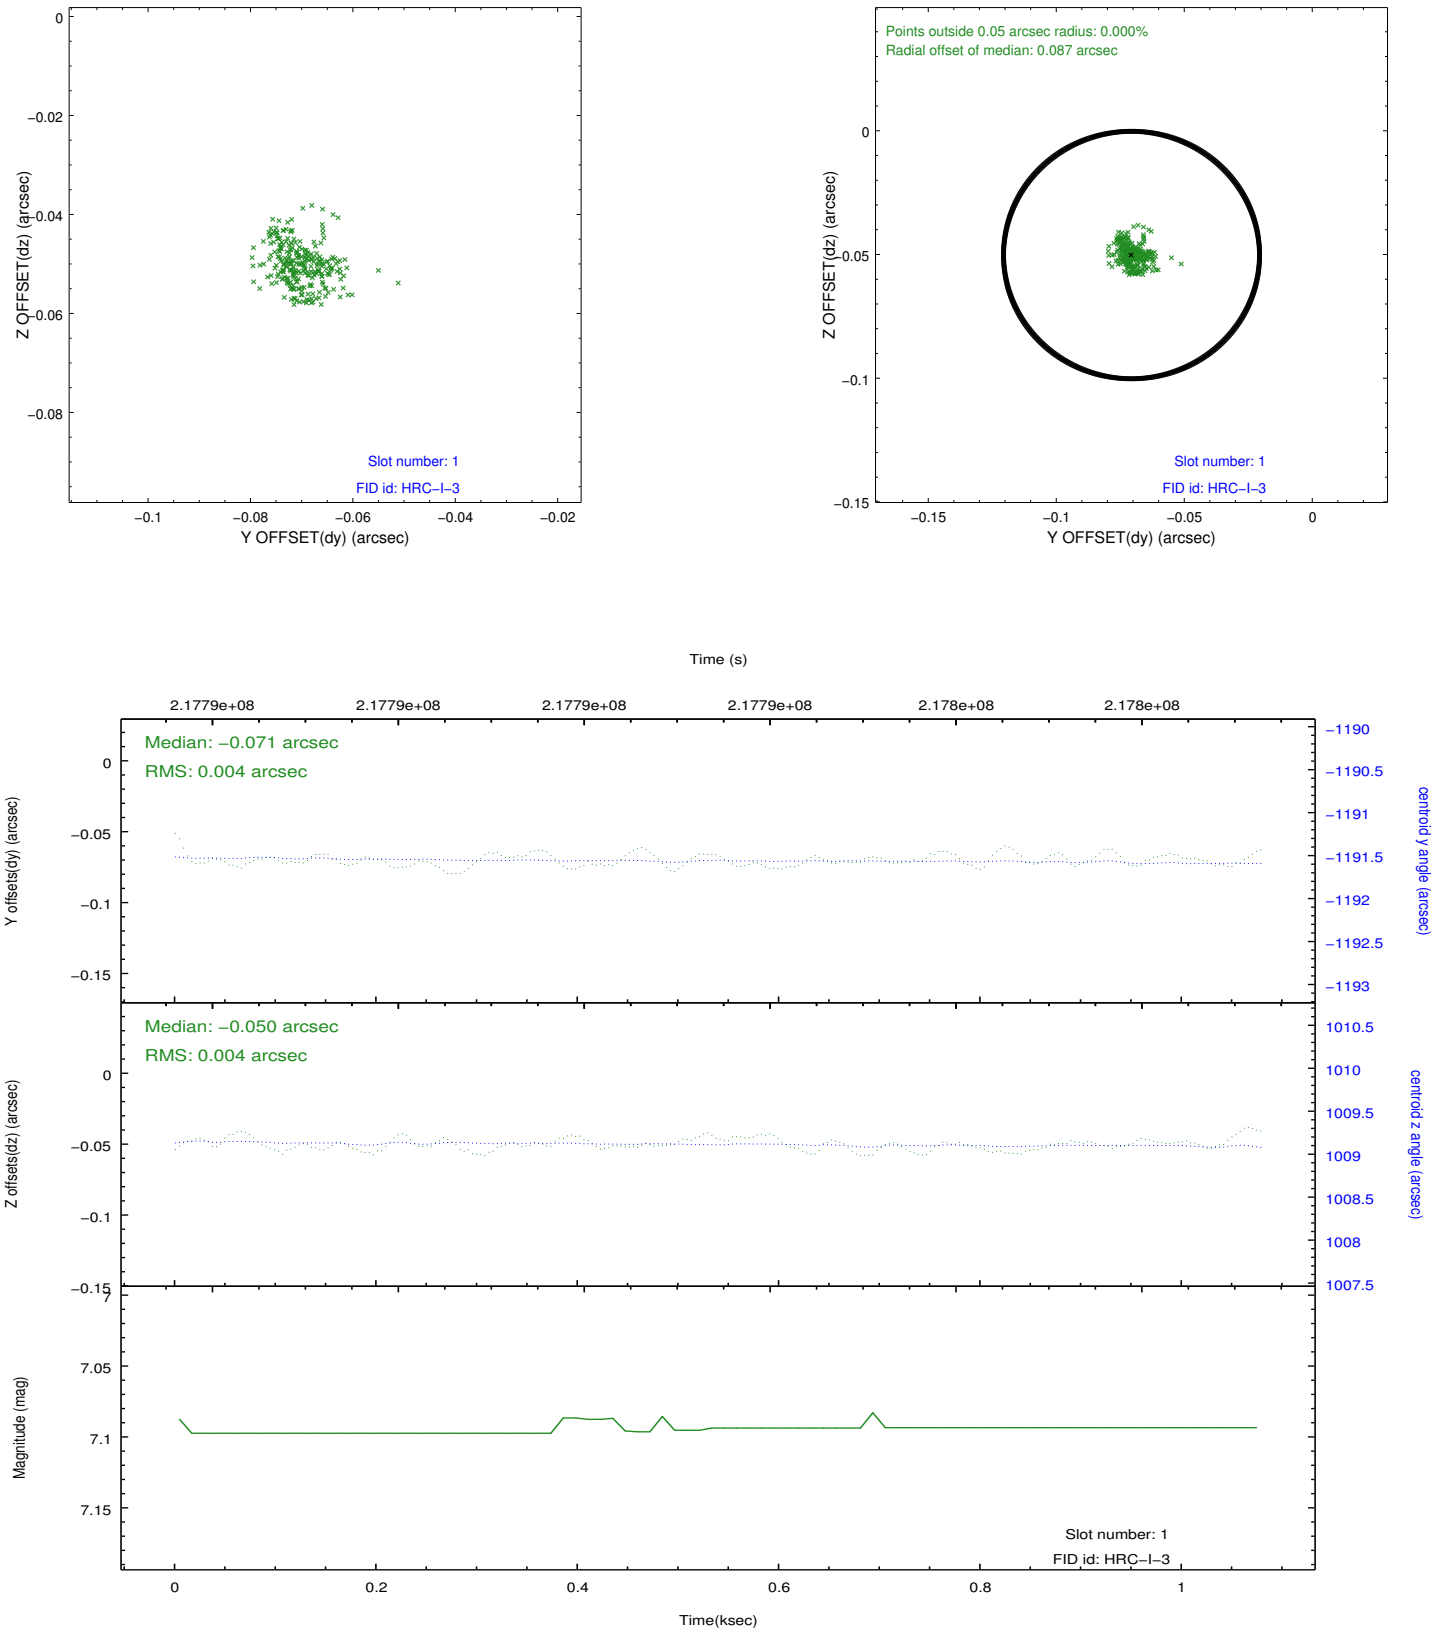 0
−0.02
−0.04
−0.06
−0.08
Z OFFSET(dz) (arcsec)
Slot number: 1
FID id: HRC−I−3
−0.1 −0.08 −0.06 −0.04 −0.02
Y OFFSET(dy) (arcsec)
Points outside 0.05 arcsec radius: 0.000%
Radial offset of median: 0.087 arcsec
0
−0.05
−0.1
−0.15
Z OFFSET(dz) (arcsec)
Slot number: 1
FID id: HRC−I−3
−0.15 −0.1 −0.05 0
Y OFFSET(dy) (arcsec)
Time (s)
2.1779e+08 2.1779e+08 2.1779e+08 2.1779e+08 2.178e+08 2.178e+08
Median: −0.071 arcsec
RMS: 0.004 arcsec
0
−0.05
−0.1
−0.15
Y offsets(dy) (arcsec)
−1190
−1190.5
−1191
−1191.5
−1192
−1192.5
−1193
centroid y angle (arcsec)
Median: −0.050 arcsec
RMS: 0.004 arcsec
0
−0.05
−0.1
−0.15
Z offsets(dz) (arcsec)
1010.5
1010
1009.5
1009
1008.5
1008
1007.5
centroid z angle (arcsec)
7
7.05
7.1
7.15
Magnitude (mag)
Slot number: 1
FID id: HRC−I−3
0 0.2 0.4 0.6 0.8 1
Time(ksec)